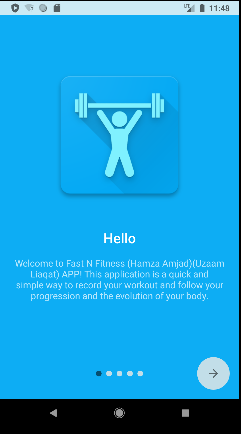 11:48
Hello
Welcome to Fast N Fitness (Hamza Amjad)(Uzaam
Liaqat) APP! This application is a quick and
simple way to record your workout and follow your
progression and the evolution of your body.